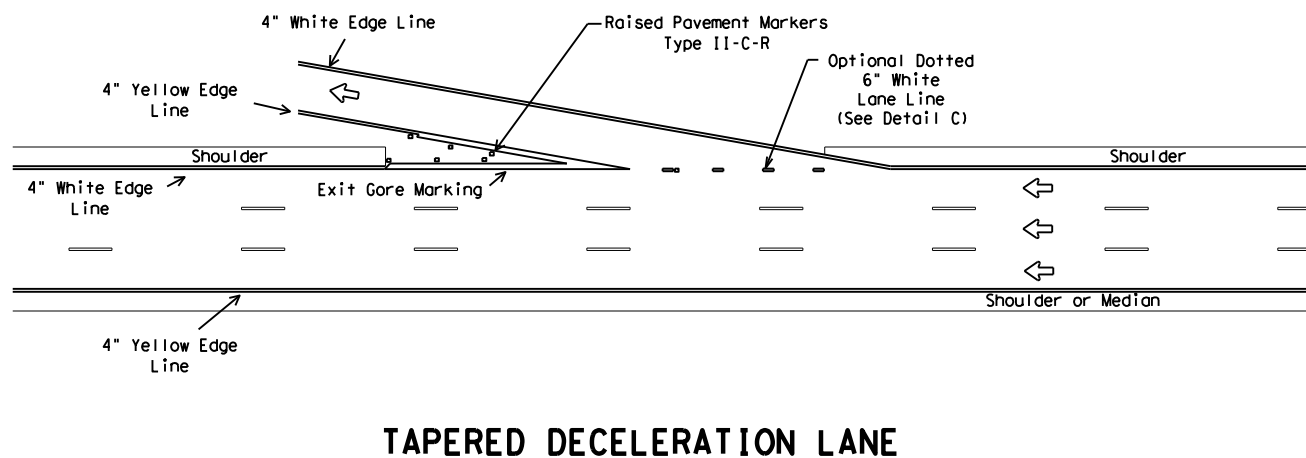 4" White Edge Line
Raised Pavement Markers
Type II-C-R
Optional Dotted
6" White
Lane Line
(See Detail C)
4" Yellow Edge
Line
Shoulder
Shoulder
4" White Edge
Line
Exit Gore Marking
Shoulder or Median
4" Yellow Edge
Line
TAPERED DECELERATION LANE